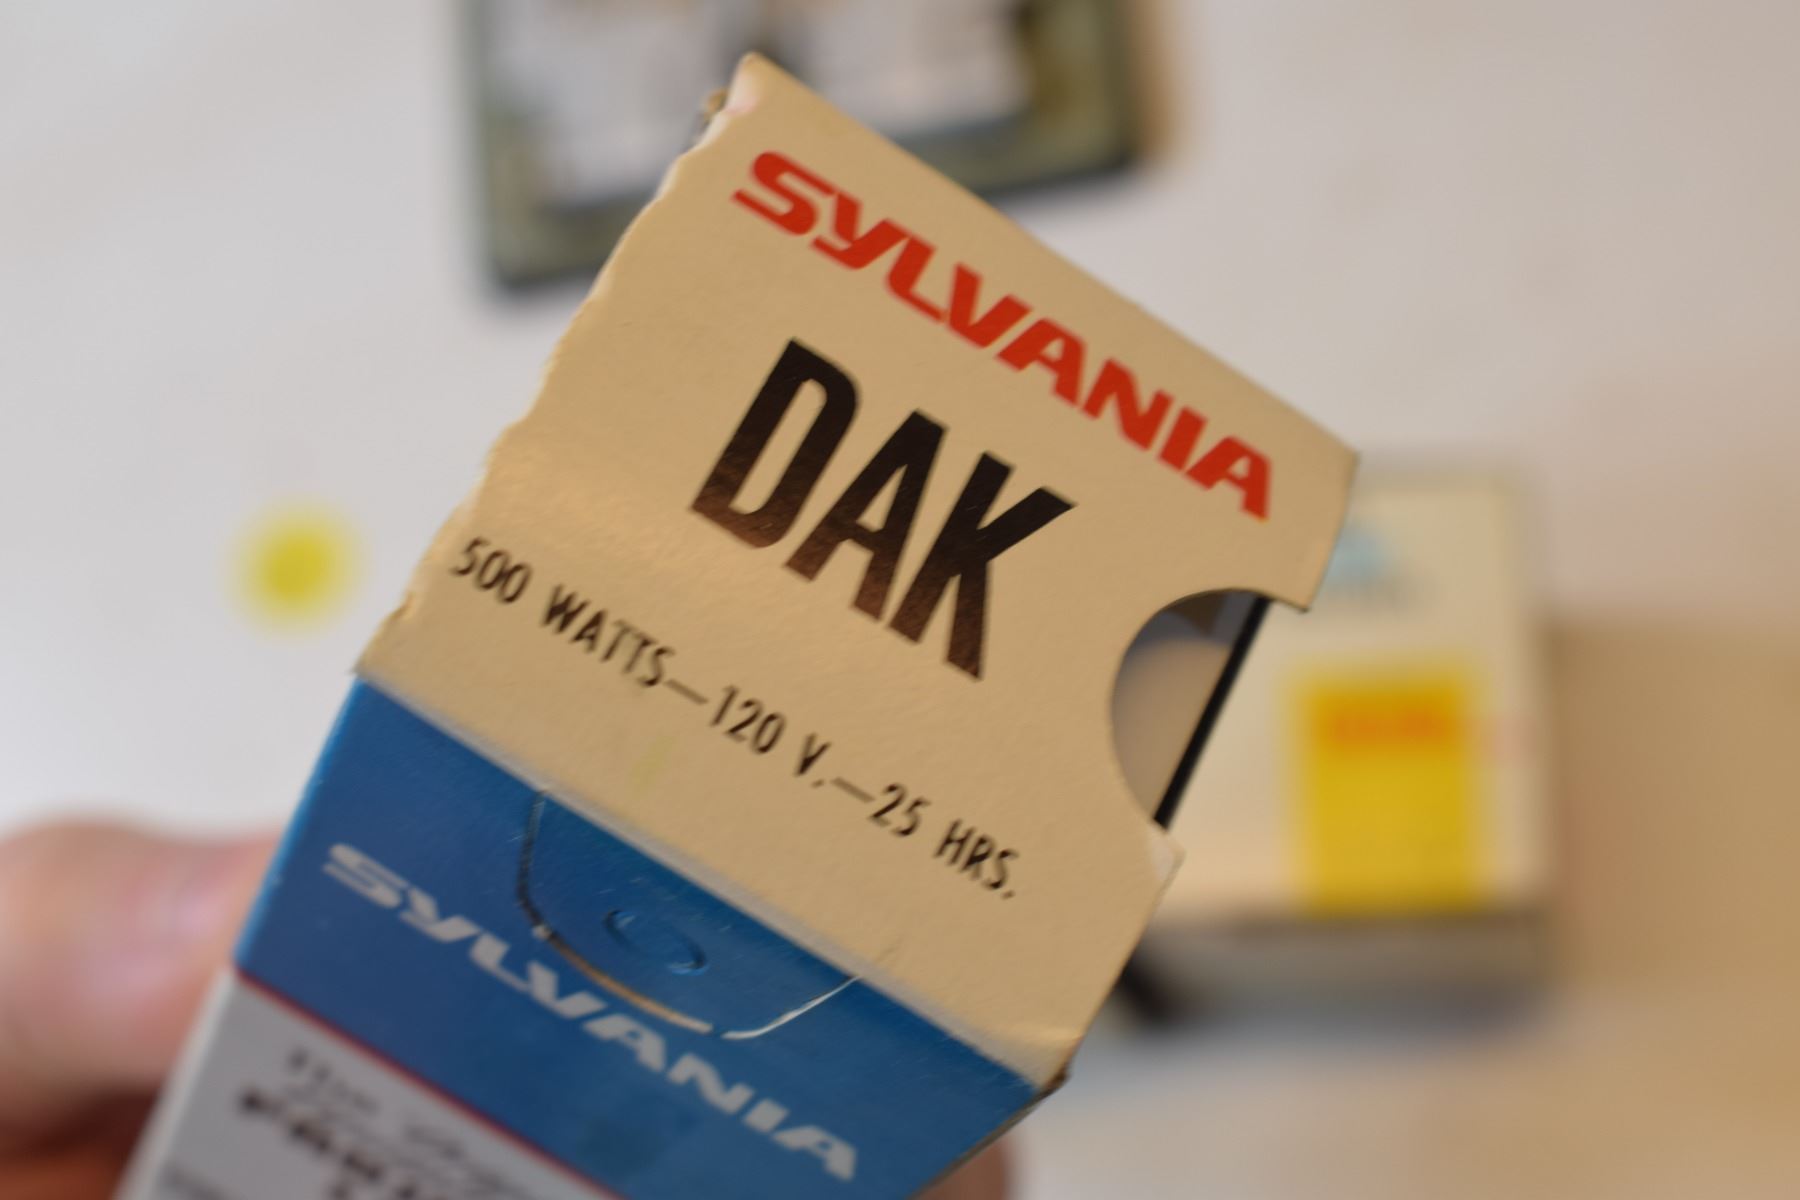 SYLVANIA
DAK
500 WATTS—120 V.—25 HRS.
SYLVANIA